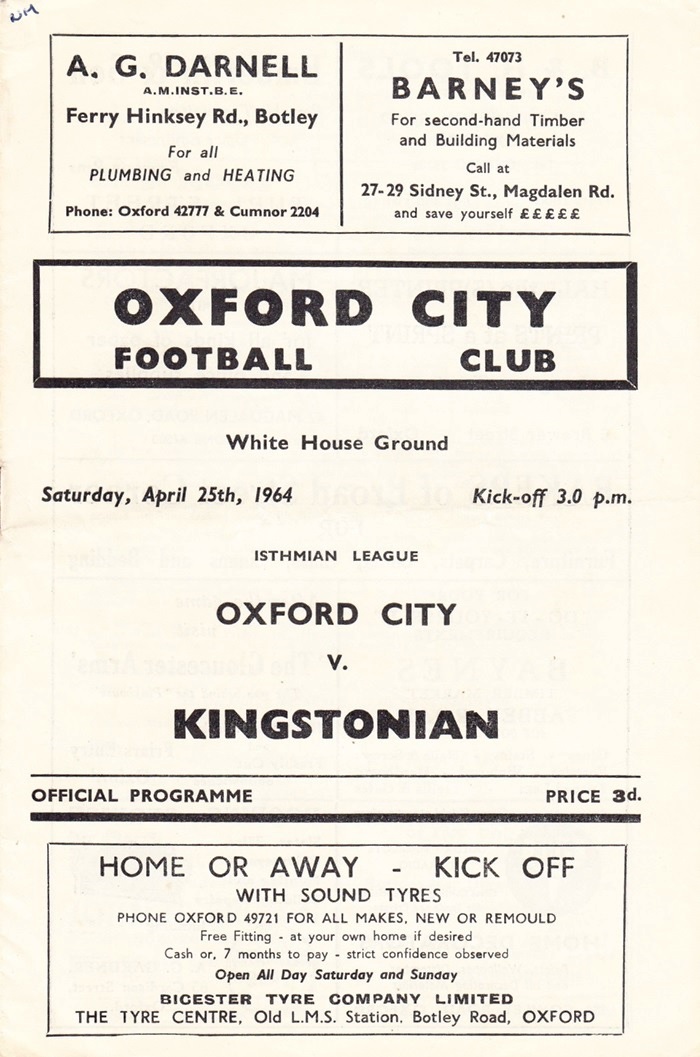 A. G. DARNELL
A.M.INST.B.E.
Ferry Hinksey Rd., Botley
For all
PLUMBING and HEATING
Phone: Oxford 42777 & Cumnor 2204
Tel. 47073
BARNEY'S
For second-hand Timber
and Building Materials
Call at
27-29 Sidney St., Magdalen Rd.
and save yourself £££££
OXFORD CITY
FOOTBALL CLUB
White House Ground
Saturday, April 25th, 1964 Kick-off 3.0 p.m.
ISTHMIAN LEAGUE
OXFORD CITY
v.
KINGSTONIAN
OFFICIAL PROGRAMME PRICE 3d.
HOME OR AWAY - KICK OFF
WITH SOUND TYRES
PHONE OXFORD 49721 FOR ALL MAKES, NEW OR REMOULD
Free Fitting - at your own home if desired
Cash or, 7 months to pay - strict confidence observed
Open All Day Saturday and Sunday
BICESTER TYRE COMPANY LIMITED
THE TYRE CENTRE, Old L.M.S. Station. Botley Road, OXFORD